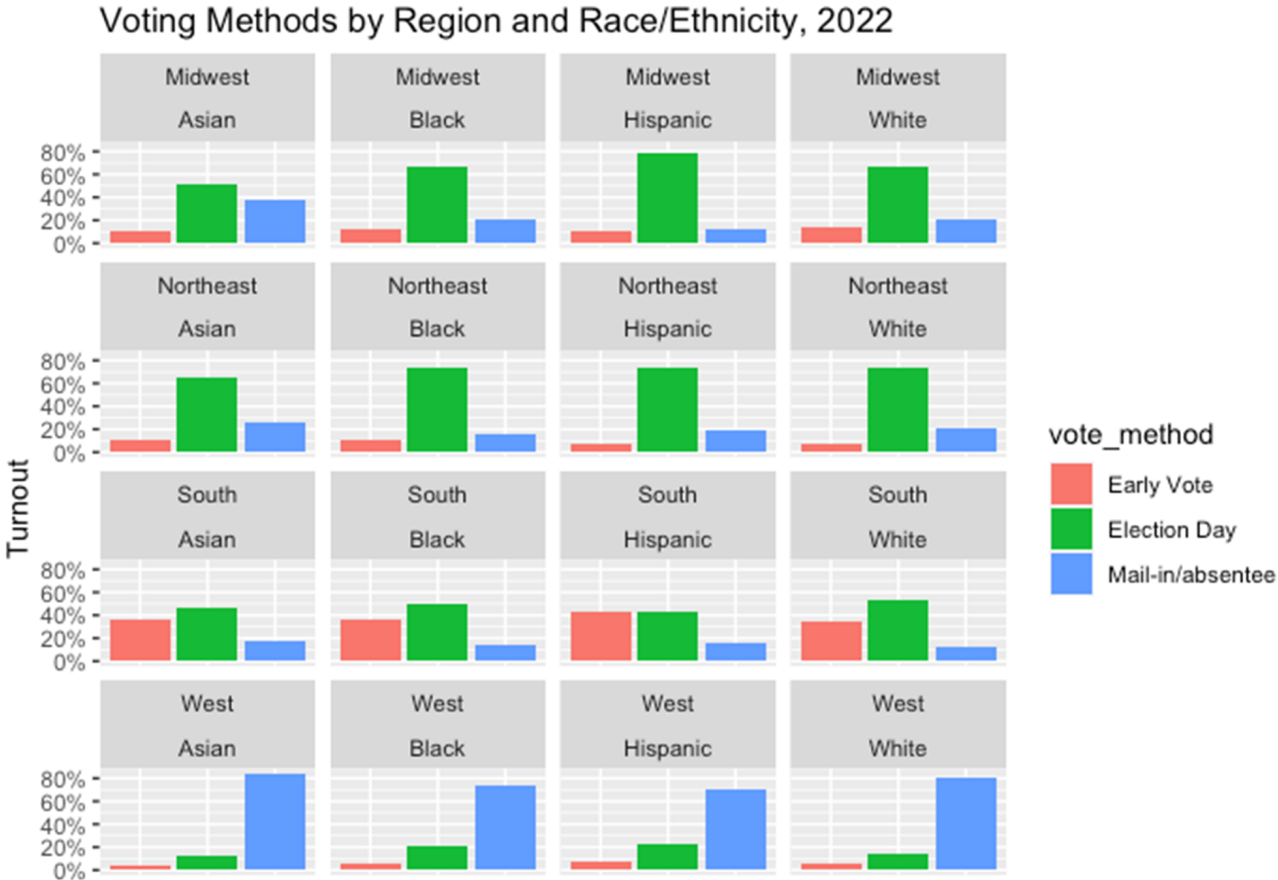 Voting Methods by Region and Race/Ethnicity, 2022
Midwest Midwest Midwest Midwest
Asian Black Hispanic White
80%
60%
40%
20%
0%
Northeast Northeast Northeast Northeast
Asian Black Hispanic White
80%
60%
40%
20%
0%
South South South South
Asian Black Hispanic White
80%
60%
40%
20%
0%
West West West West
Asian Black Hispanic White
80%
60%
40%
20%
0%
Turnout
vote_method
Early Vote
Election Day
Mail-in/absentee